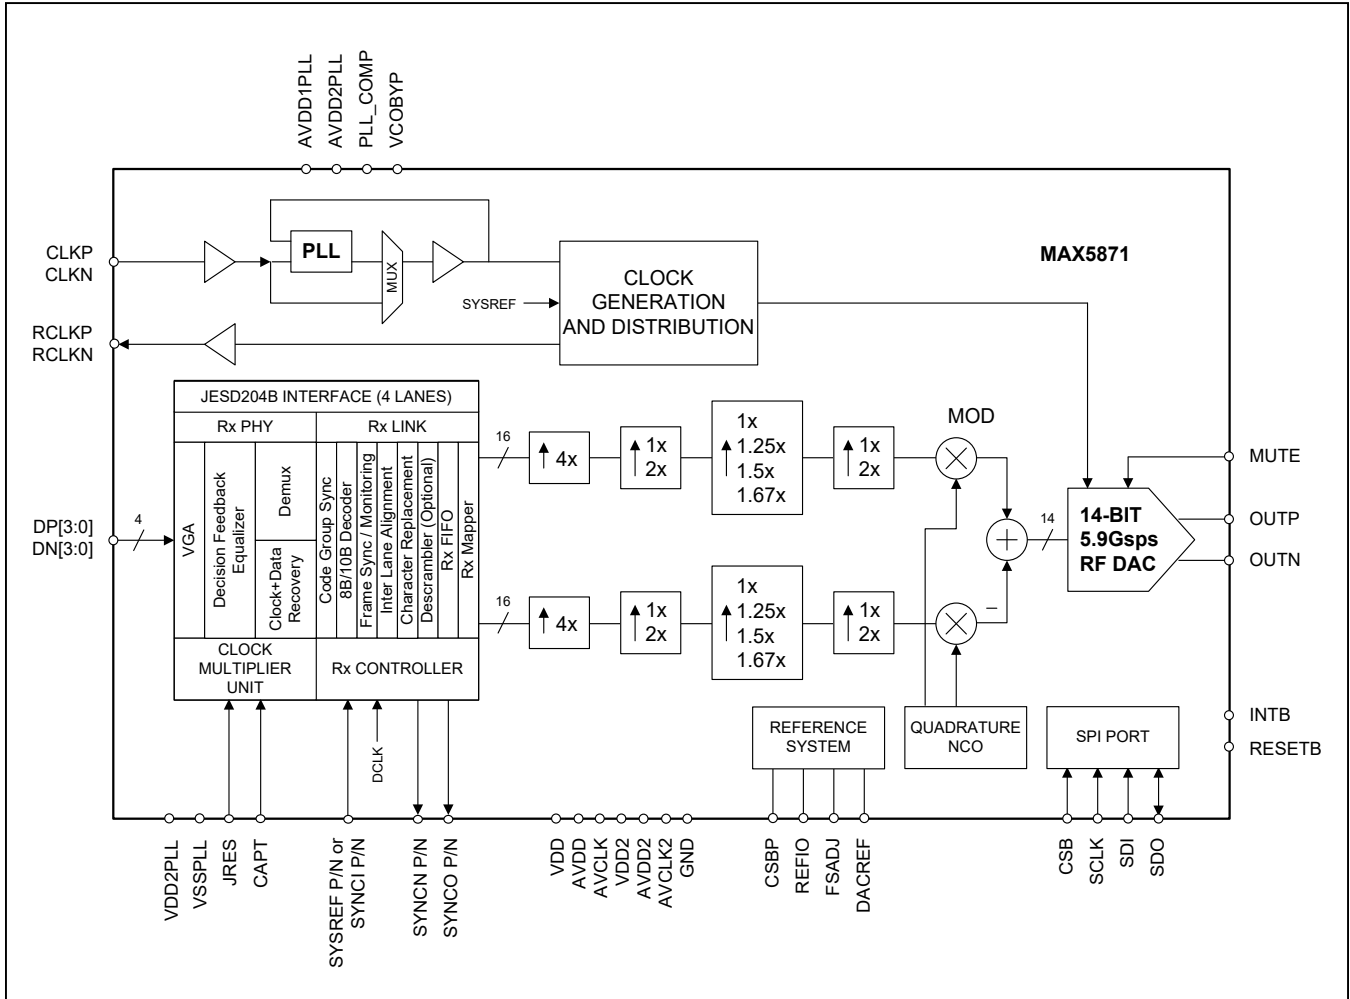 AVDD1PLL
AVDD2PLL
PLL_COMP
VCOBYP
CLKP
CLKN
PLL
MUX
SYSREF
CLOCK
GENERATION
AND DISTRIBUTION
MAX5871
RCLKP
RCLKN
JESD204B INTERFACE (4 LANES)
Rx PHY
Rx LINK
VGA
Decision Feedback
Equalizer
Demux
Clock+Data
Recovery
Code Group Sync
8B/10B Decoder
Frame Sync / Monitoring
Inter Lane Alignment
Character Replacement
Descrambler (Optional)
Rx FIFO
Rx Mapper
CLOCK
MULTIPLIER
UNIT
Rx CONTROLLER
DP[3:0]
DN[3:0]
4
16
4x
1x
2x
1x
1.25x
1.5x
1.67x
1x
2x
MOD
16
4x
1x
2x
1x
1.25x
1.5x
1.67x
1x
2x
–
14
14-BIT
5.9Gsps
RF DAC
MUTE
OUTP
OUTN
INTB
RESETB
DCLK
REFERENCE
SYSTEM
QUADRATURE
NCO
SPI PORT
VDD2PLL
VSSPLL
JRES
CAPT
SYSREF P/N or
SYNCI P/N
SYNCN P/N
SYNCO P/N
VDD
AVDD
AVCLK
VDD2
AVDD2
AVCLK2
GND
CSBP
REFIO
FSADJ
DACREF
CSB
SCLK
SDI
SDO